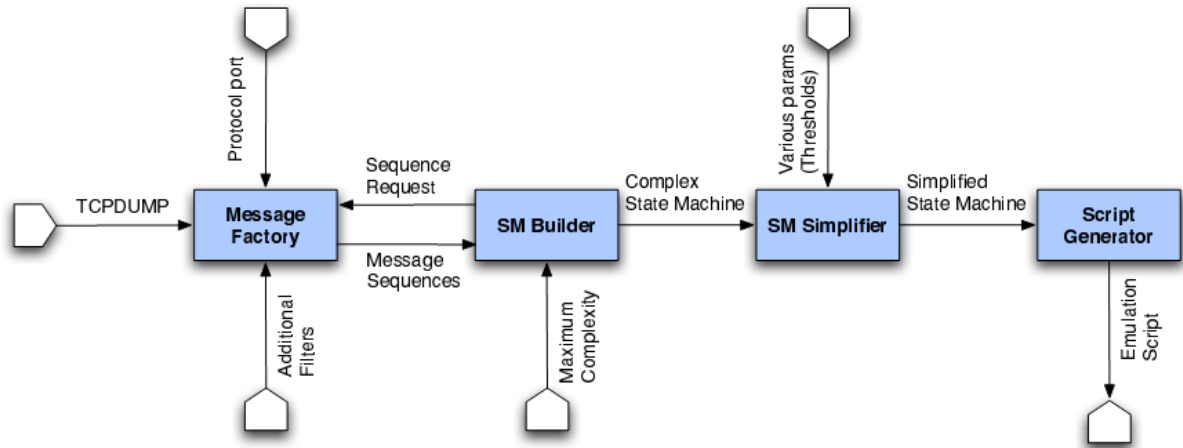 Protocol port
Various params
(Thresholds)
TCPDUMP
Message
Factory
Sequence
Request
Message
Sequences
SM Builder
Complex
State Machine
SM Simplifier
Simplified
State Machine
Script
Generator
Additional
Filters
Maximum
Complexity
Emulation
Script